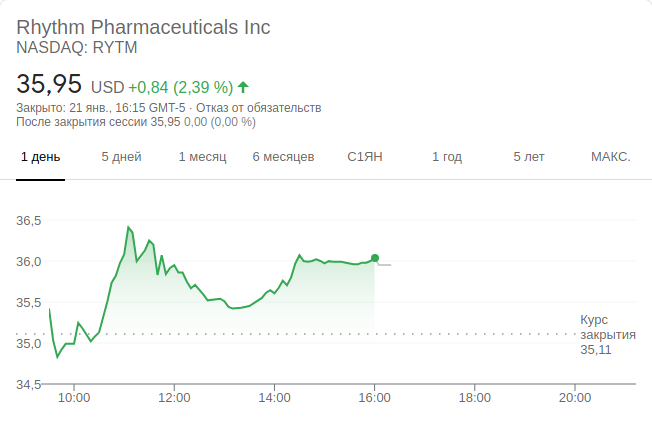 Rhythm Pharmaceuticals Inc
NASDAQ: RYTM
35,95 USD +0,84 (2,39 %)
Закрыто: 21 янв., 16:15 GMT-5 · Отказ от обязательств
После закрытия сессии 35,95 0,00 (0,00 %)
1 день 5 дней 1 месяц 6 месяцев С1ЯН 1 год 5 лет МАКС.
36,5
36,0
35,5
Курс
закрытия
35,11
35,0
34,5
10:00 12:00 14:00 16:00 18:00 20:00